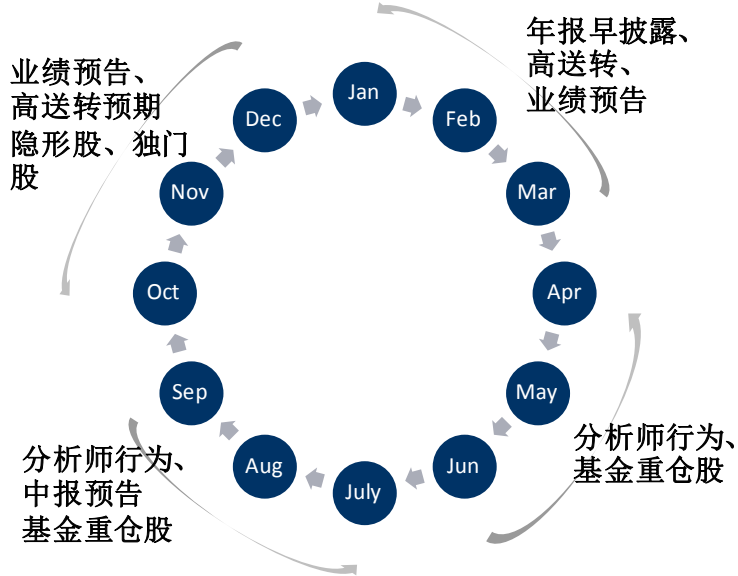 年报早披露、
高送转、
业绩预告
业绩预告、
高送转预期
隐形股、独门
股
Jan
Feb
Mar
Apr
May
Jun
July
Aug
Sep
Oct
Nov
Dec
分析师行为、
基金重仓股
分析师行为、
中报预告
基金重仓股